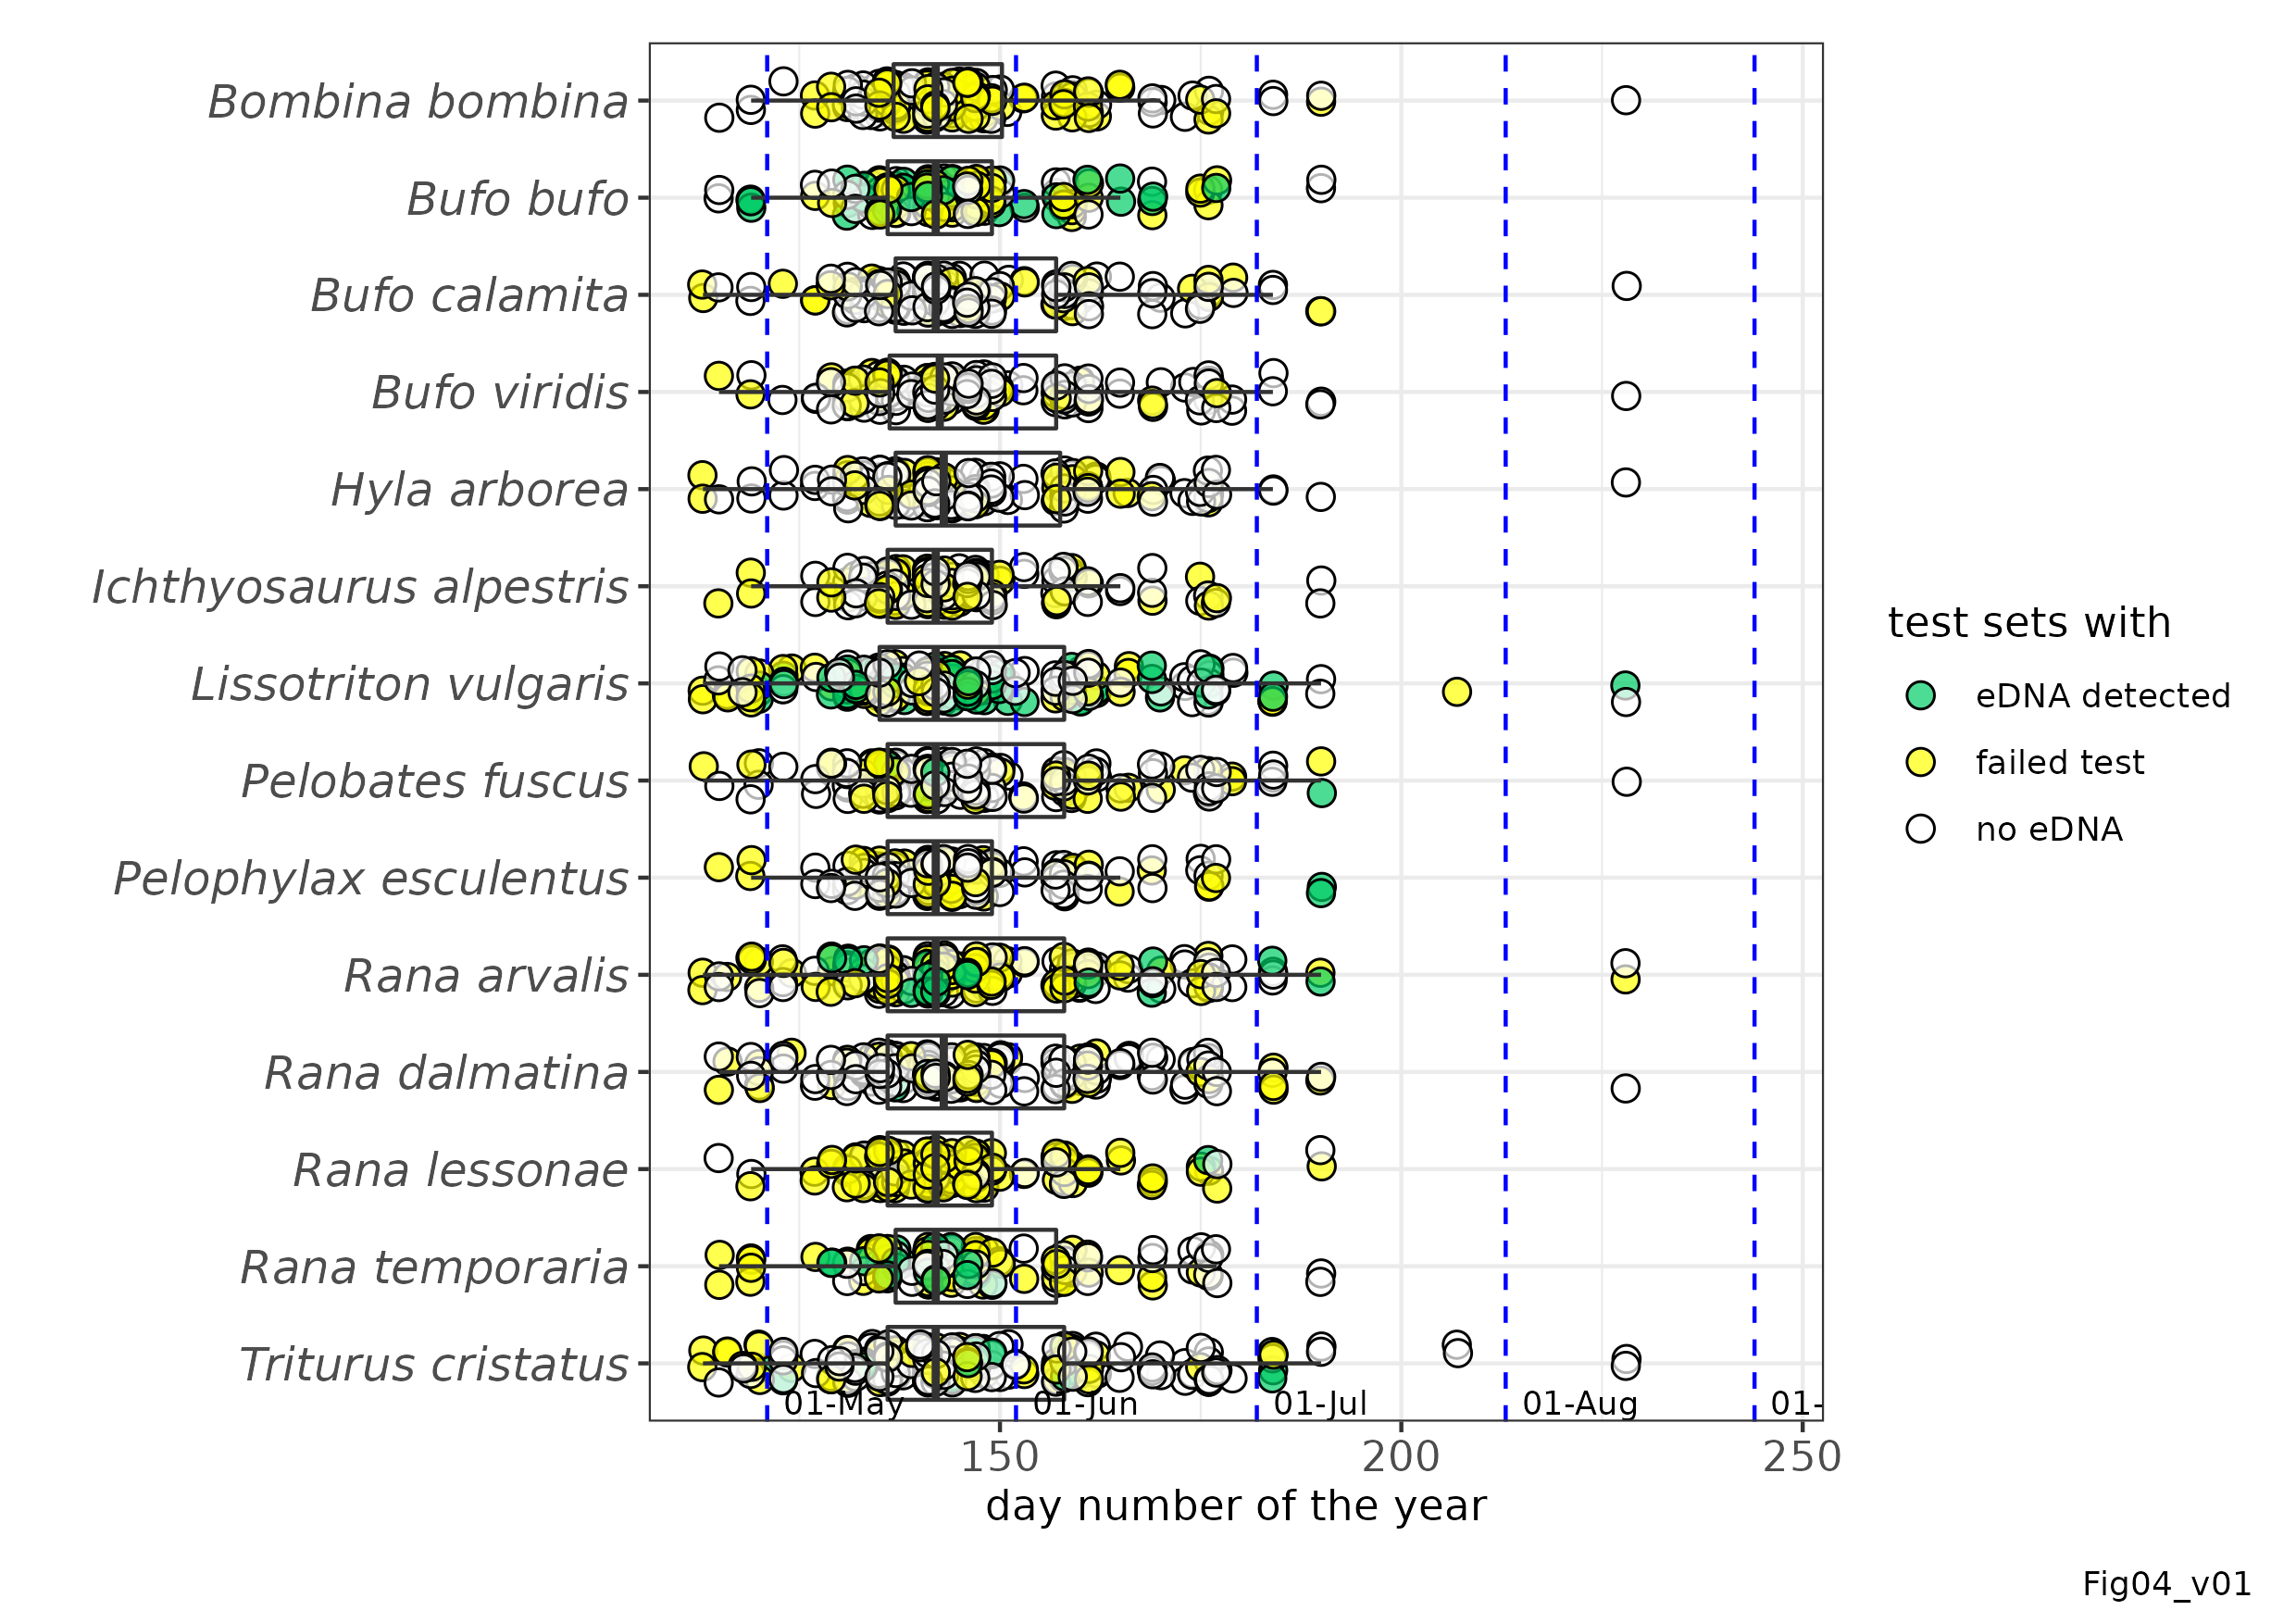 Bombina bombina
Bufo bufo
Bufo calamita
Bufo viridis
Hyla arborea
Ichthyosaurus alpestris
Lissotriton vulgaris
Pelobates fuscus
Pelophylax esculentus
Rana arvalis
Rana dalmatina
Rana lessonae
Rana temporaria
Triturus cristatus
01-May
01-Jun
01-Jul
01-Aug
01-
150
200
250
day number of the year
test sets with
eDNA detected
failed test
no eDNA
Fig04_v01